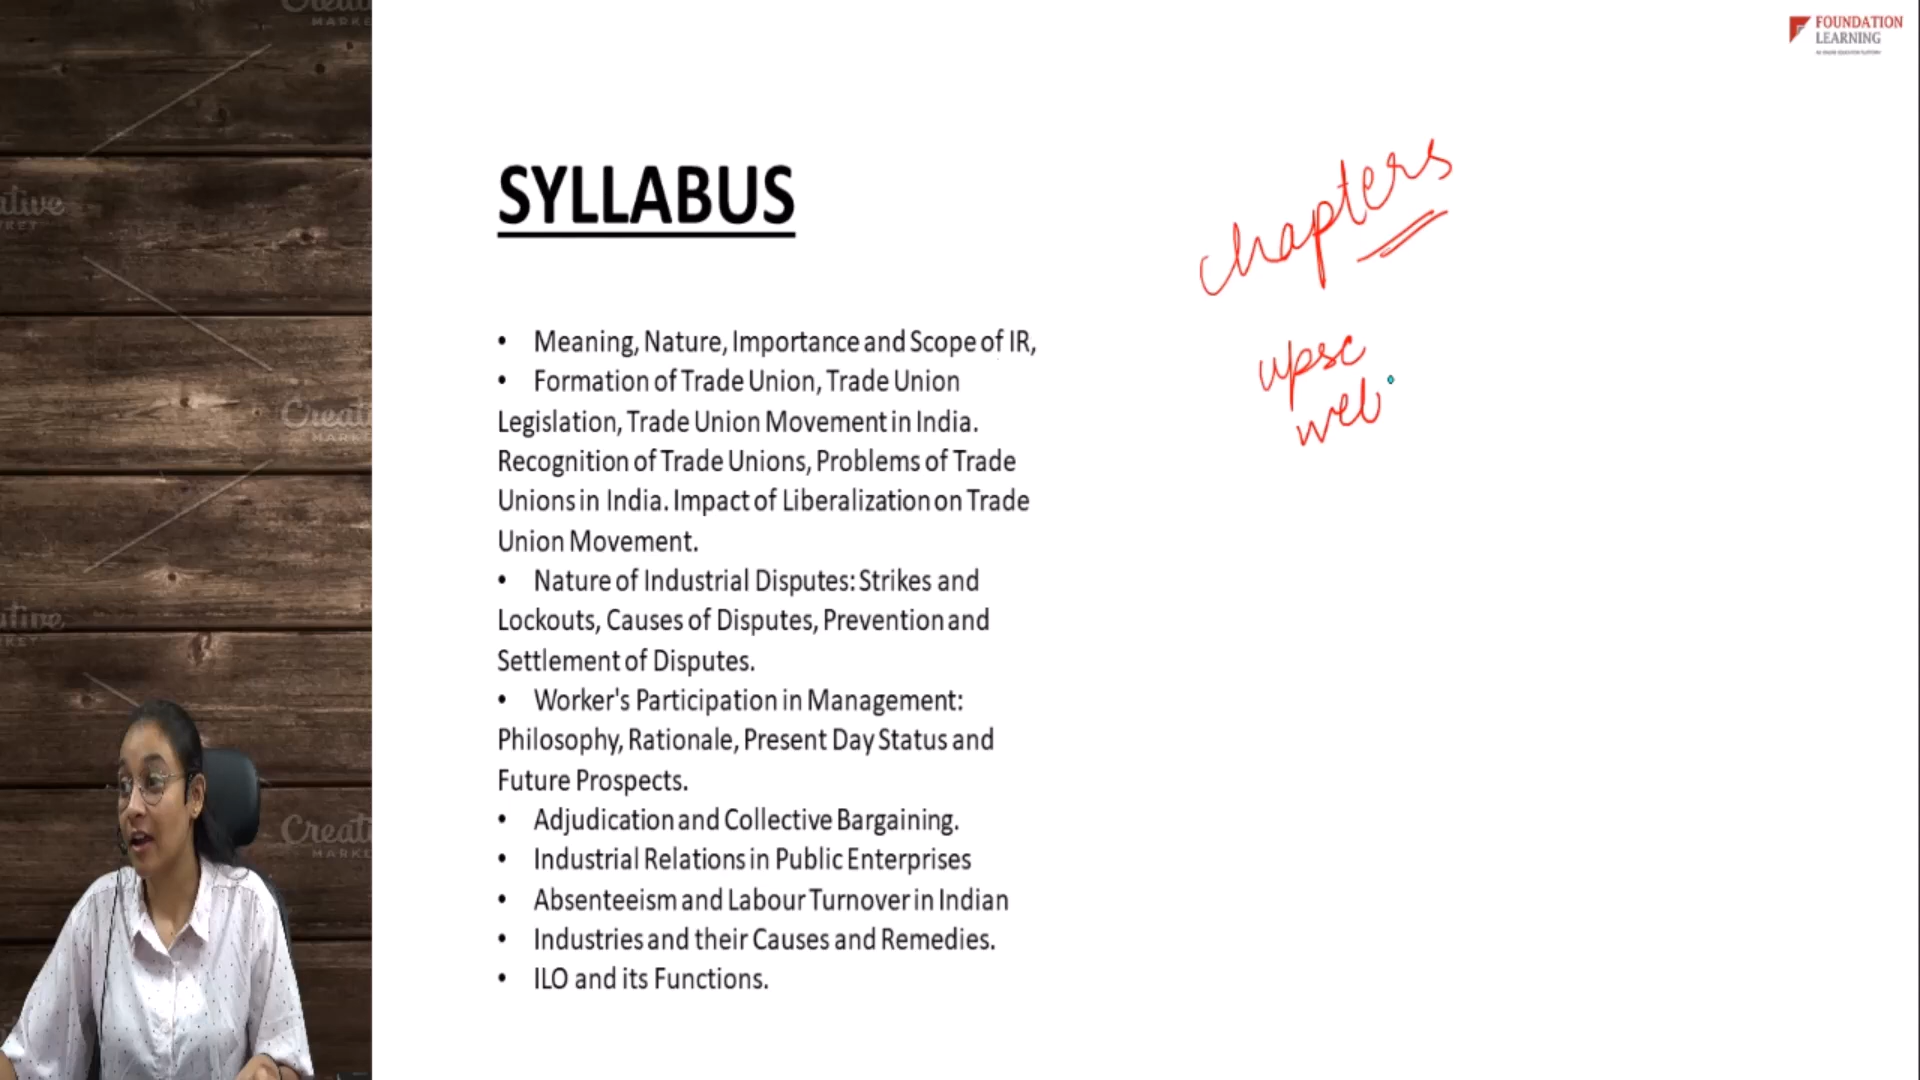 FOUNDATION
LEARNING
SYLLABUS
chapters
upsc
web
• Meaning, Nature, Importance and Scope of IR,
• Formation of Trade Union, Trade Union
Legislation, Trade Union Movement in India.
Recognition of Trade Unions, Problems of Trade
Unions in India. Impact of Liberalization on Trade
Union Movement.
• Nature of Industrial Disputes: Strikes and
Lockouts, Causes of Disputes, Prevention and
Settlement of Disputes.
• Worker's Participation in Management:
Philosophy, Rationale, Present Day Status and
Future Prospects.
• Adjudication and Collective Bargaining.
• Industrial Relations in Public Enterprises
• Absenteeism and Labour Turnover in Indian
• Industries and their Causes and Remedies.
• ILO and its Functions.